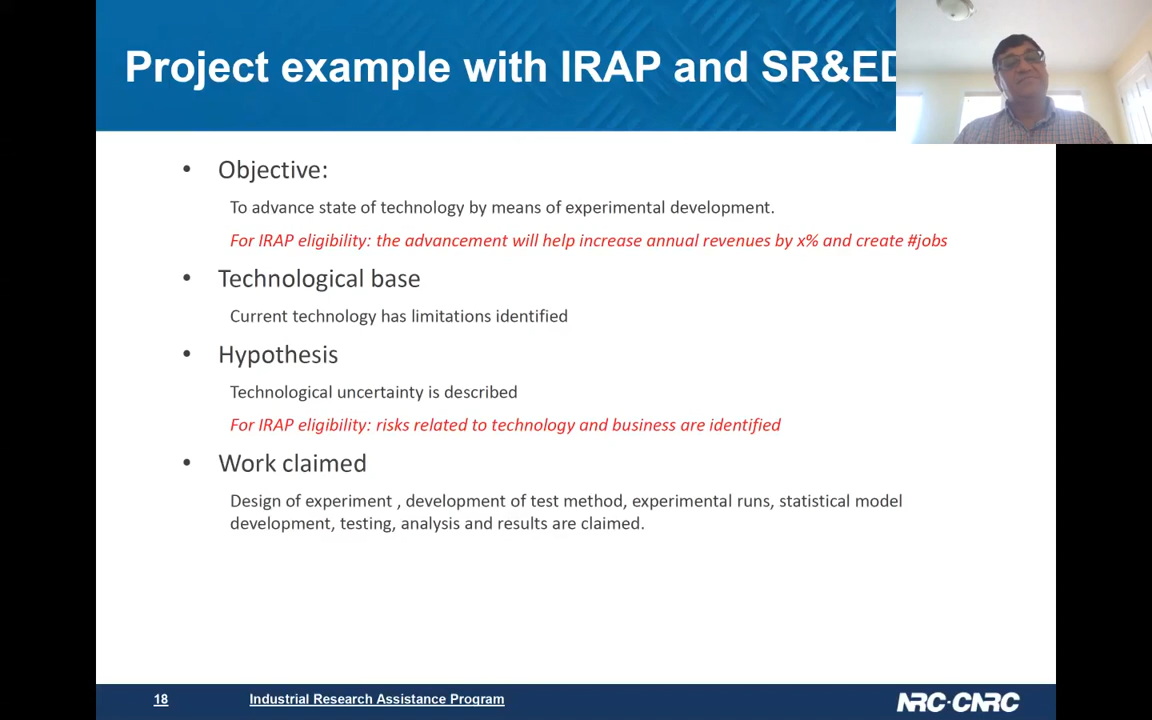 Project example with IRAP and SR&ED
• Objective:
To advance state of technology by means of experimental development.
For IRAP eligibility: the advancement will help increase annual revenues by x% and create #jobs
• Technological base
Current technology has limitations identified
• Hypothesis
Technological uncertainty is described
For IRAP eligibility: risks related to technology and business are identified
• Work claimed
Design of experiment , development of test method, experimental runs, statistical model
development, testing, analysis and results are claimed.
18 Industrial Research Assistance Program NRC·CNRC